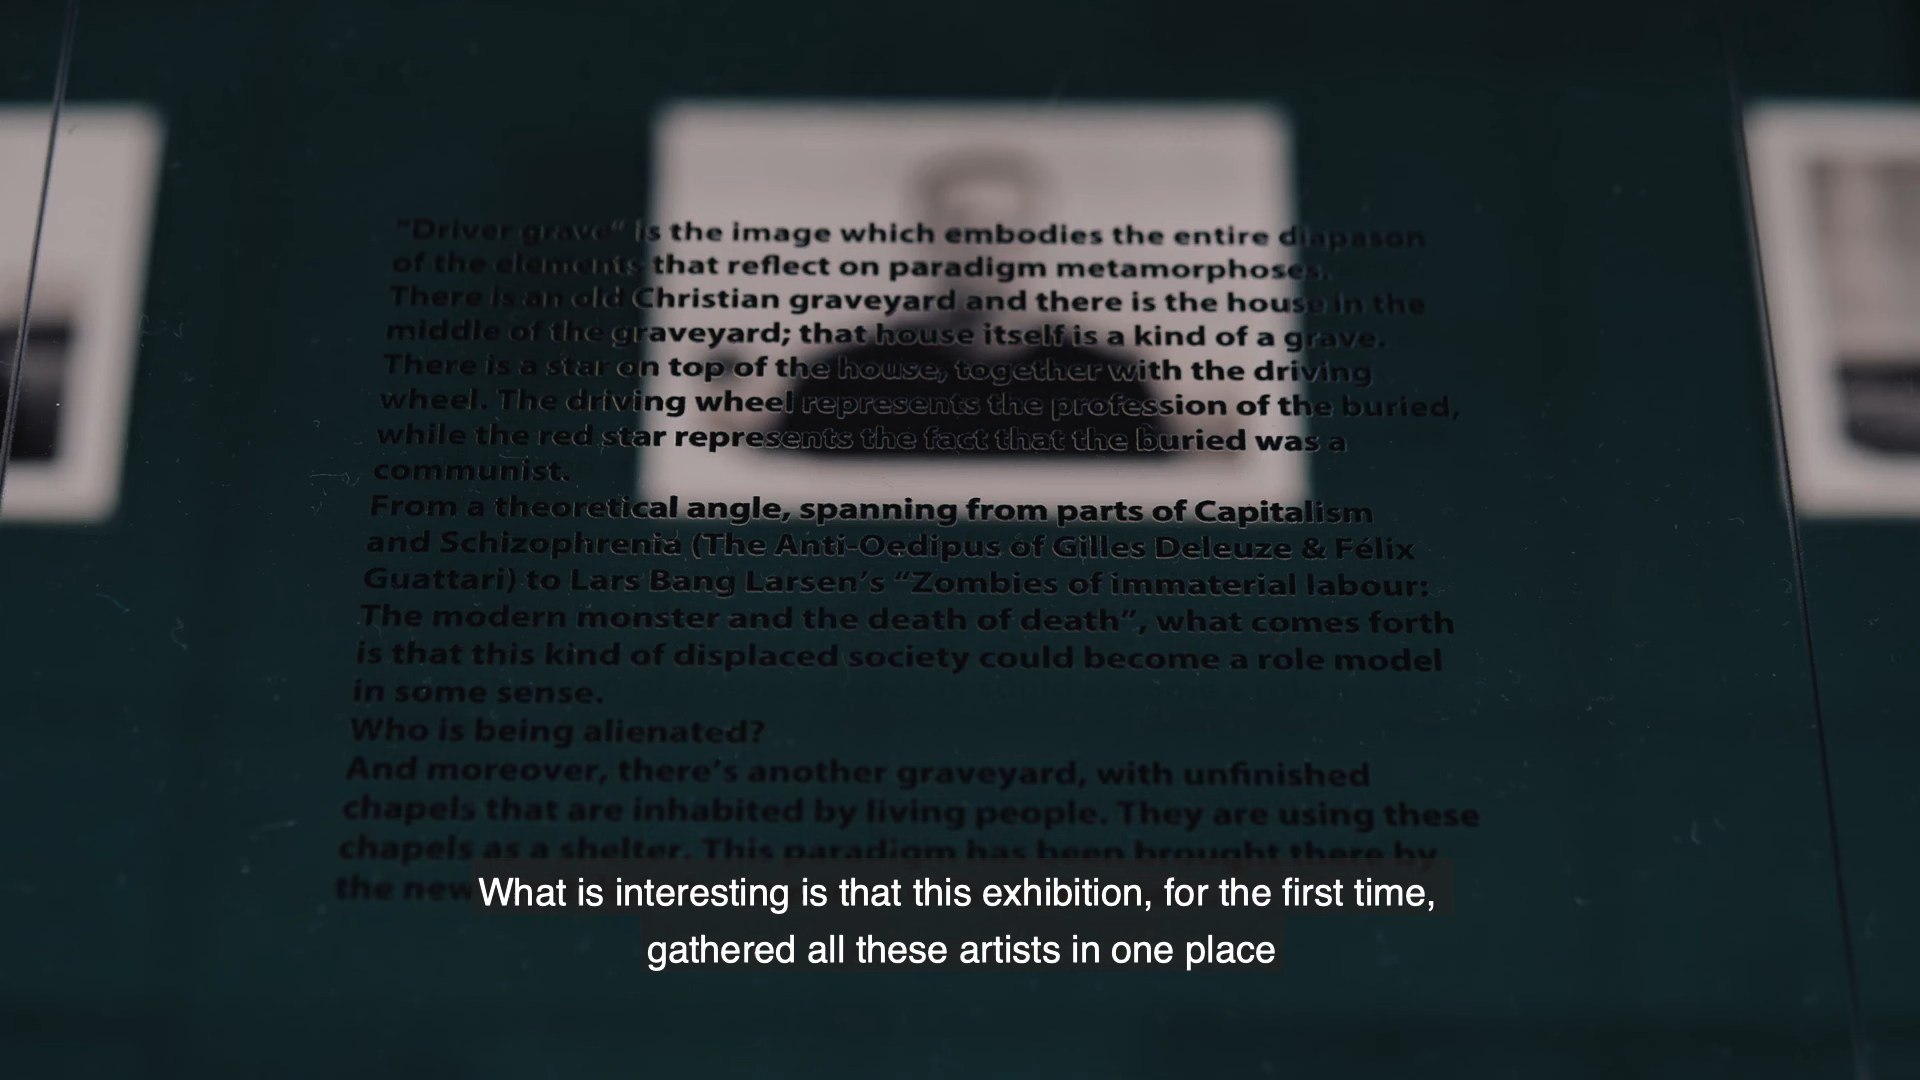 "Driver grave" is the image which embodies the entire diapason
of the elements that reflect on paradigm metamorphoses.
There is an old Christian graveyard and there is the house in the
middle of the graveyard; that house itself is a kind of a grave.
There is a star on top of the house, together with the driving
wheel. The driving wheel represents the profession of the buried,
while the red star represents the fact that the buried was a
communist.
From a theoretical angle, spanning from parts of Capitalism
and Schizophrenia (The Anti-Oedipus of Gilles Deleuze & Félix
Guattari) to Lars Bang Larsen's "Zombies of immaterial labour:
The modern monster and the death of death", what comes forth
is that this kind of displaced society could become a role model
in some sense.
Who is being alienated?
And moreover, there's another graveyard, with unfinished
chapels that are inhabited by living people. They are using these
chapels as a shelter. This paradigm has been brought there by
the new
What is interesting is that this exhibition, for the first time,
gathered all these artists in one place